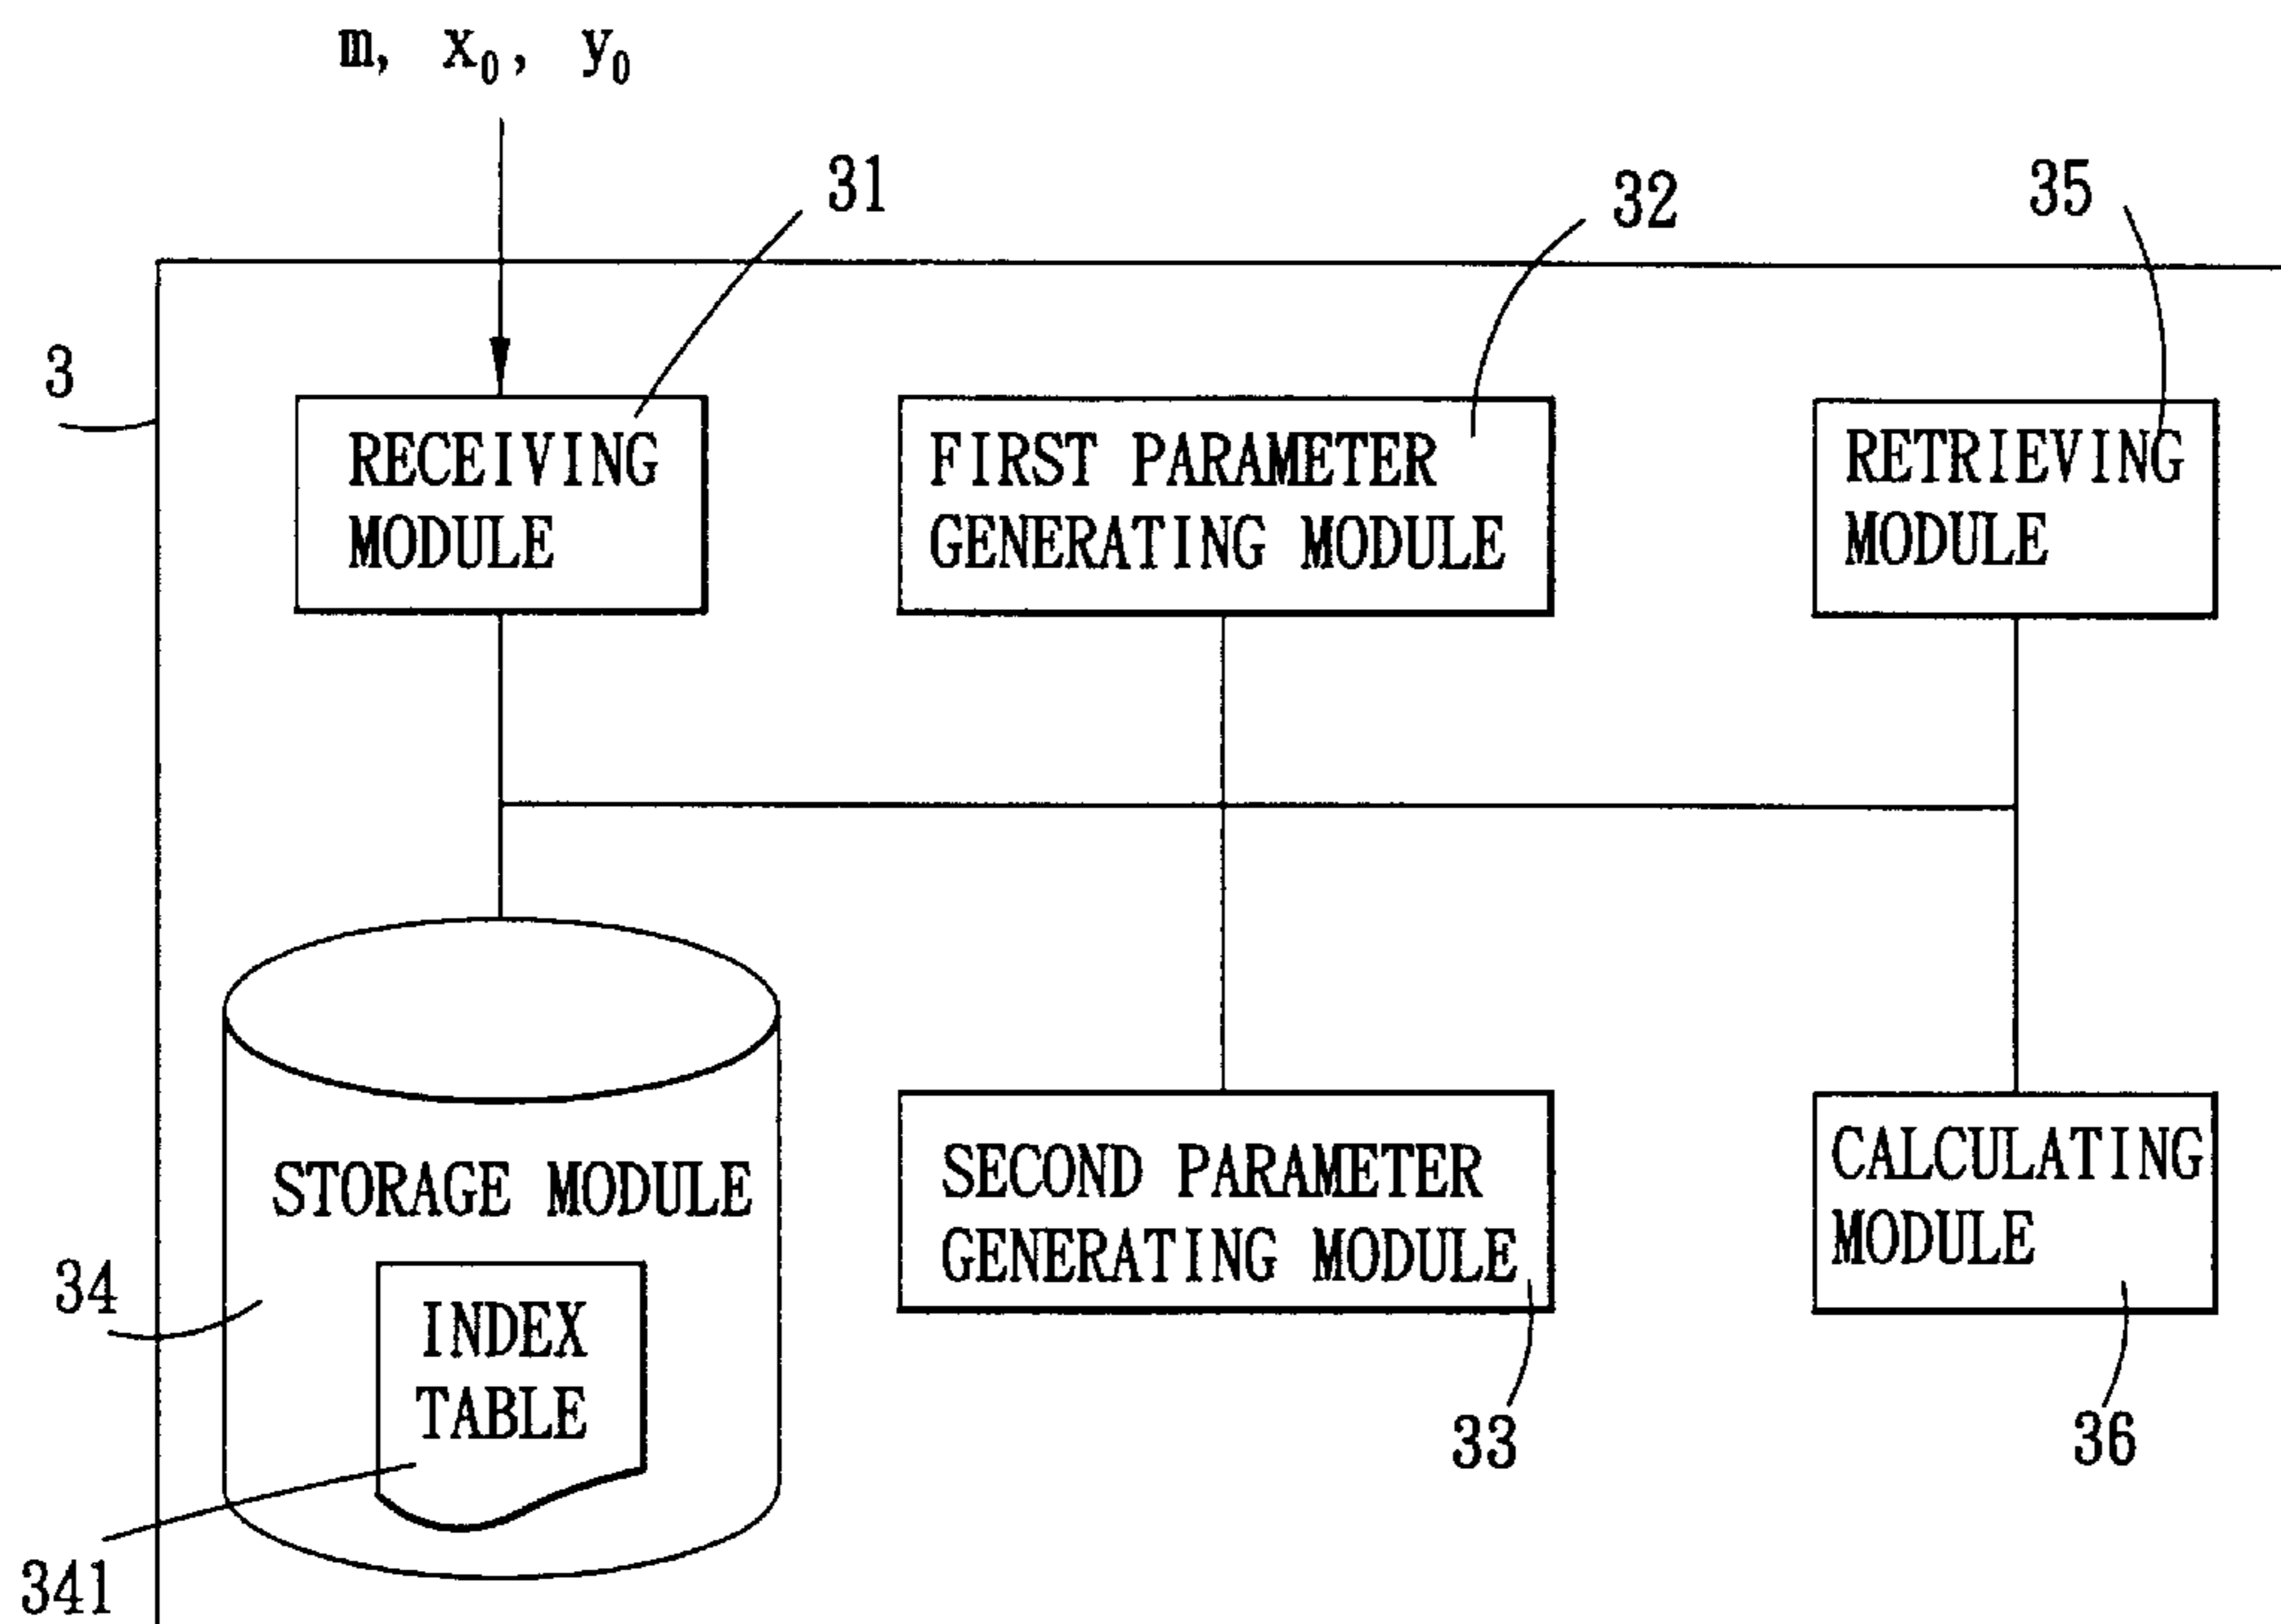 m, x₀, y₀
31
32
35
3
RECEIVING
MODULE
FIRST PARAMETER
GENERATING MODULE
RETRIEVING
MODULE
STORAGE MODULE
34
INDEX
TABLE
341
SECOND PARAMETER
GENERATING MODULE
33
CALCULATING
MODULE
36